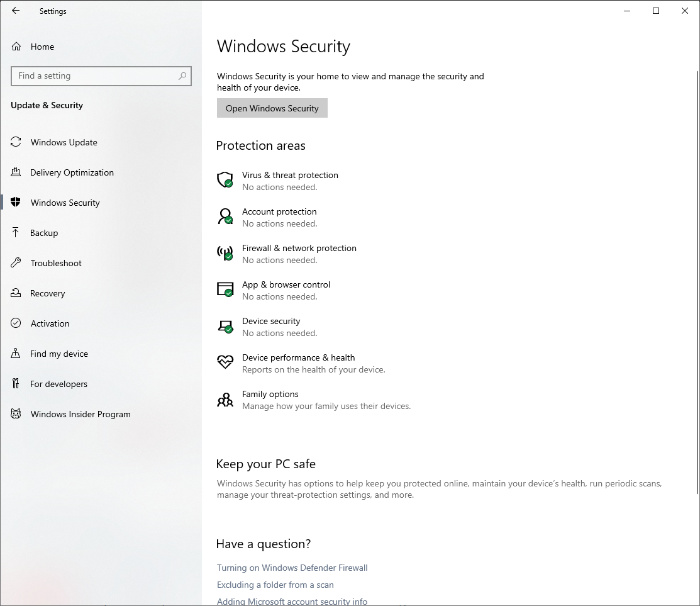 Settings
Home
Find a setting
Update & Security
Windows Update
Delivery Optimization
Windows Security
Backup
Troubleshoot
Recovery
Activation
Find my device
For developers
Windows Insider Program
Windows Security
Windows Security is your home to view and manage the security and
health of your device.
Open Windows Security
Protection areas
Virus & threat protection
No actions needed.
Account protection
No actions needed.
Firewall & network protection
No actions needed.
App & browser control
No actions needed.
Device security
No actions needed.
Device performance & health
Reports on the health of your device.
Family options
Manage how your family uses their devices.
Keep your PC safe
Windows Security has options to help keep you protected online, maintain your device's health, run periodic scans,
manage your threat-protection settings, and more.
Have a question?
Turning on Windows Defender Firewall
Excluding a folder from a scan
Adding Microsoft account security info